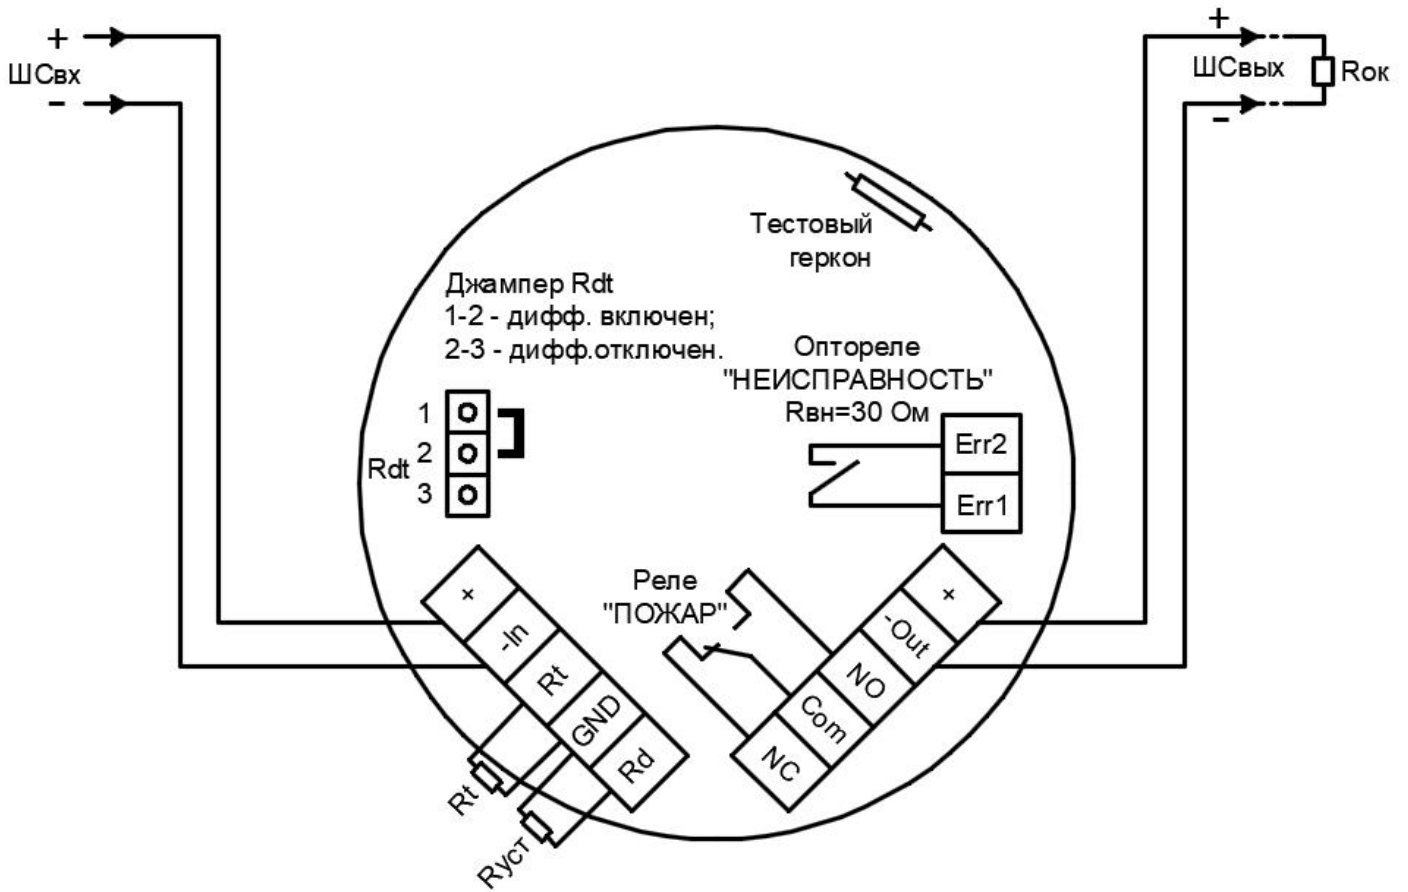 +
ШСвх
-
+
ШСвых
-
Rок
Тестовый
геркон
Джампер Rdt
1-2 - дифф. включен;
2-3 - дифф.отключен.
Оптореле
"НЕИСПРАВНОСТЬ"
Rвн=30 Ом
1
2
3
Rdt
Err2
Err1
Реле
"ПОЖАР"
+
-In
Rt
GND
Rd
+
-Out
NO
Com
NC
Rt
Rуст